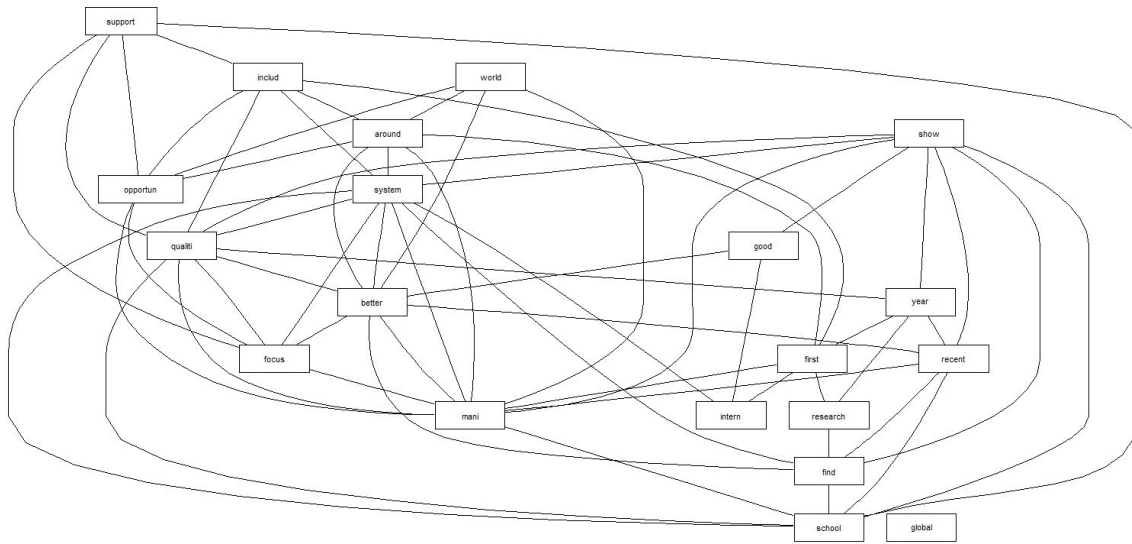 support
includ
world
around
show
opportun
system
qualiti
good
better
year
focus
first
recent
mani
intern
research
find
school
global